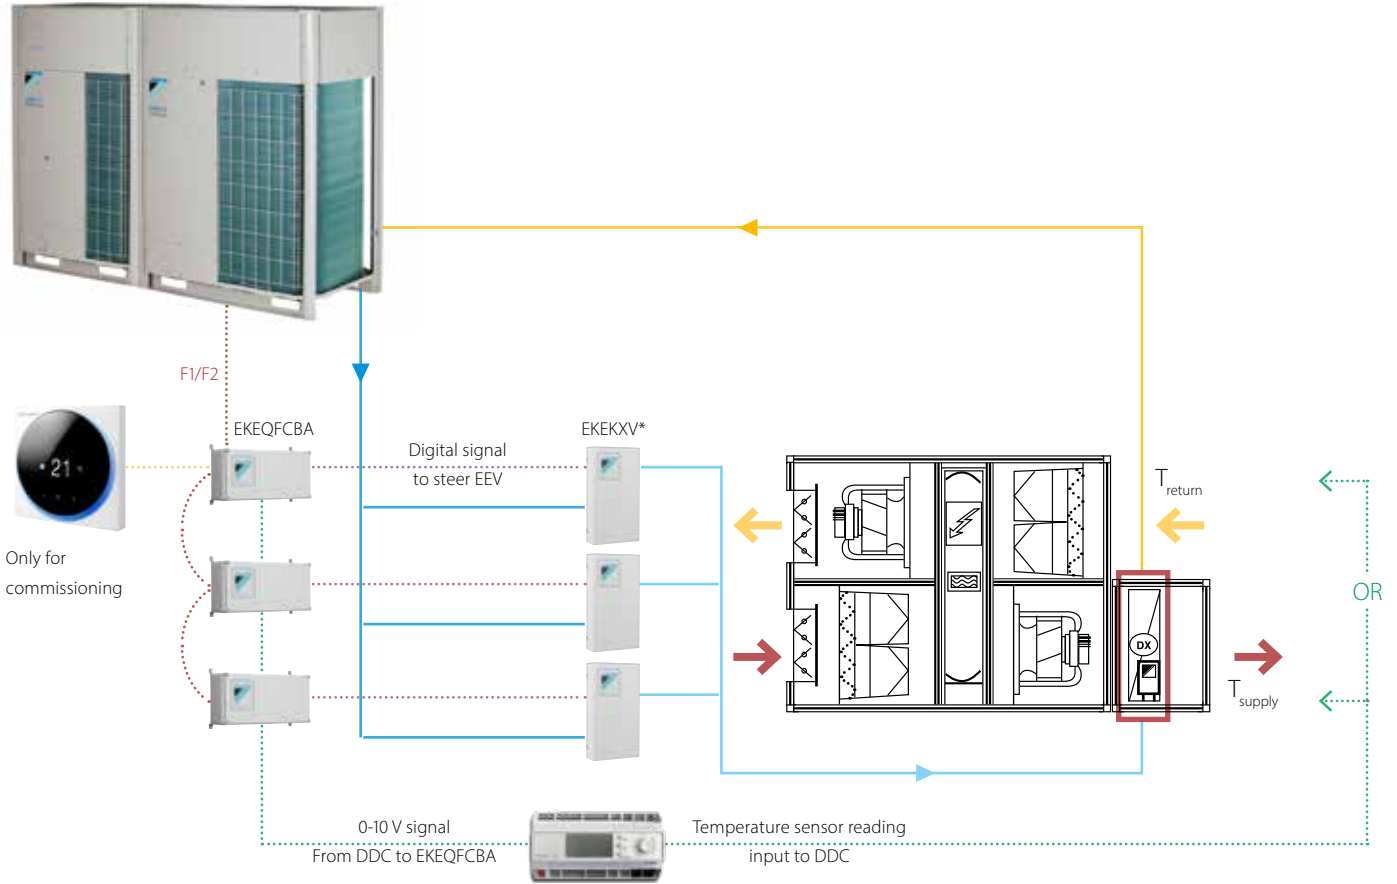 F1/F2
EKEQFCBA
EKEKXV*
Digital signal
to steer EEV
21
Only for
commissioning
T return
OR
DX
T supply
0-10 V signal
From DDC to EKEQFCBA
Temperature sensor reading
input to DDC